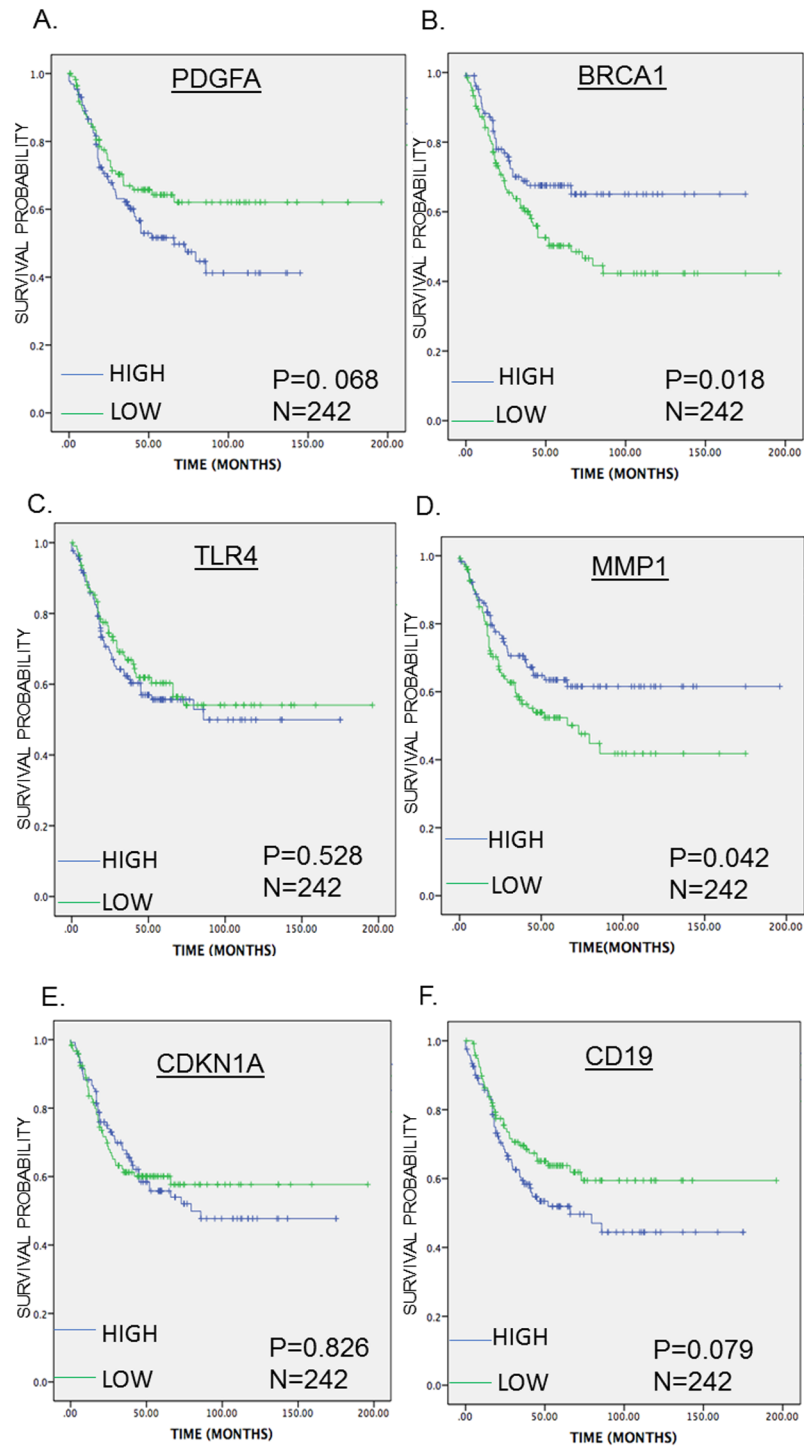 A.
PDGFA
SURVIVAL PROBABILITY
1.0
0.8
0.6
0.4
0.2
0.0
HIGH
LOW
P=0. 068
N=242
.00 50.00 100.00 150.00 200.00
TIME (MONTHS)
B.
BRCA1
SURVIVAL PROBABILITY
1.0
0.8
0.6
0.4
0.2
0.0
HIGH
LOW
P=0.018
N=242
.00 50.00 100.00 150.00 200.00
TIME (MONTHS)
C.
TLR4
SURVIVAL PROBABILITY
1.0
0.8
0.6
0.4
0.2
0.0
HIGH
LOW
P=0.528
N=242
.00 50.00 100.00 150.00 200.00
TIME (MONTHS)
D.
MMP1
SURVIVAL PROBABILITY
1.0
0.8
0.6
0.4
0.2
0.0
HIGH
LOW
P=0.042
N=242
.00 50.00 100.00 150.00 200.00
TIME(MONTHS)
E.
CDKN1A
SURVIVAL PROBABILITY
1.0
0.8
0.6
0.4
0.2
0.0
HIGH
LOW
P=0.826
N=242
.00 50.00 100.00 150.00 200.00
TIME (MONTHS)
F.
CD19
SURVIVAL PROBABILITY
1.0
0.8
0.6
0.4
0.2
0.0
HIGH
LOW
P=0.079
N=242
.00 50.00 100.00 150.00 200.00
TIME (MONTHS)